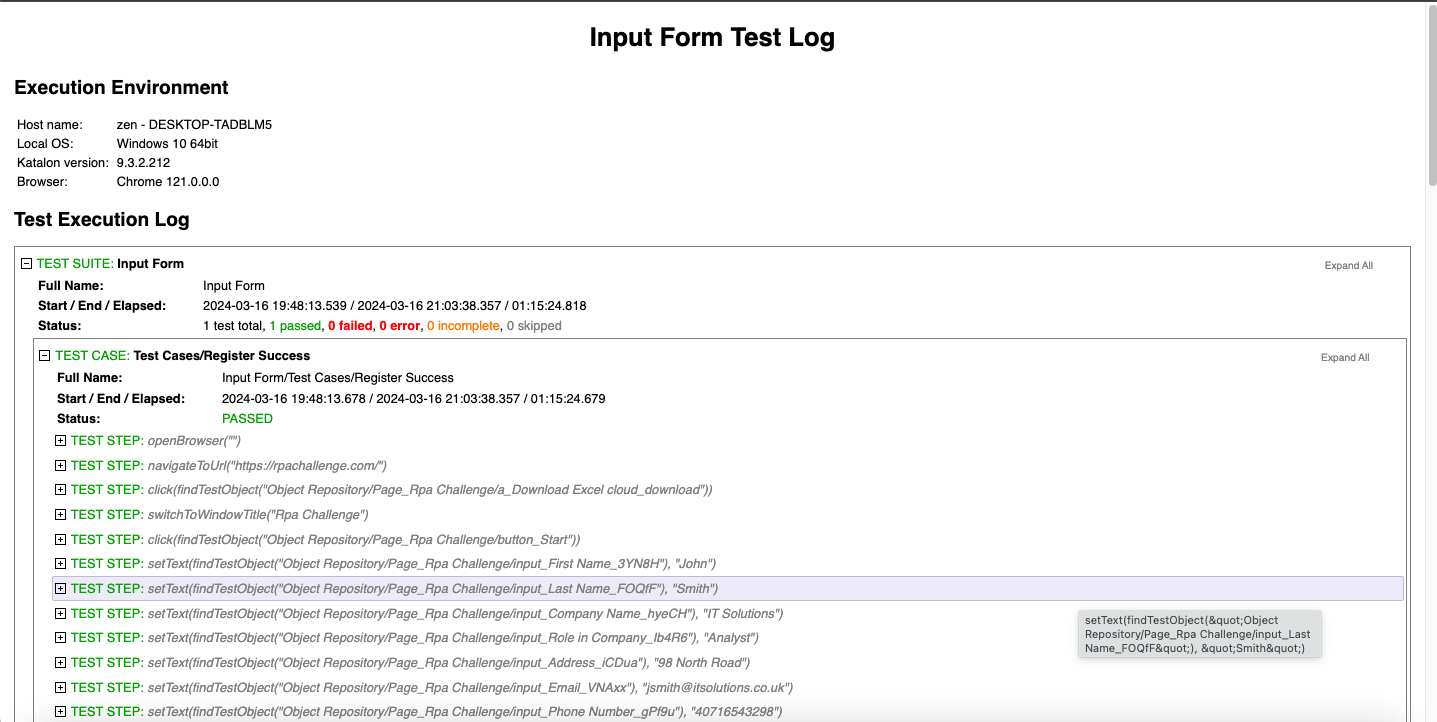 Input Form Test Log
Execution Environment
Host name: zen - DESKTOP-TADBLM5
Local OS: Windows 10 64bit
Katalon version: 9.3.2.212
Browser: Chrome 121.0.0.0
Test Execution Log
TEST SUITE: Input Form Expand All
Full Name: Input Form
Start / End / Elapsed: 2024-03-16 19:48:13.539 / 2024-03-16 21:03:38.357 / 01:15:24.818
Status: 1 test total, 1 passed, 0 failed, 0 error, 0 incomplete, 0 skipped
TEST CASE: Test Cases/Register Success Expand All
Full Name: Input Form/Test Cases/Register Success
Start / End / Elapsed: 2024-03-16 19:48:13.678 / 2024-03-16 21:03:38.357 / 01:15:24.679
Status: PASSED
TEST STEP: openBrowser("")
TEST STEP: navigateToUrl("https://rpachallenge.com/")
TEST STEP: click(findTestObject("Object Repository/Page_Rpa Challenge/a_Download Excel cloud_download"))
TEST STEP: switchToWindowTitle("Rpa Challenge")
TEST STEP: click(findTestObject("Object Repository/Page_Rpa Challenge/button_Start"))
TEST STEP: setText(findTestObject("Object Repository/Page_Rpa Challenge/input_First Name_3YN8H"), "John")
TEST STEP: setText(findTestObject("Object Repository/Page_Rpa Challenge/input_Last Name_FOQfF"), "Smith")
TEST STEP: setText(findTestObject("Object Repository/Page_Rpa Challenge/input_Company Name_hyeCH"), "IT Solutions")
TEST STEP: setText(findTestObject("Object Repository/Page_Rpa Challenge/input_Role in Company_Ib4R6"), "Analyst")
TEST STEP: setText(findTestObject("Object Repository/Page_Rpa Challenge/input_Address_iCDua"), "98 North Road")
TEST STEP: setText(findTestObject("Object Repository/Page_Rpa Challenge/input_Email_VNAxx"), "jsmith@itsolutions.co.uk")
TEST STEP: setText(findTestObject("Object Repository/Page_Rpa Challenge/input_Phone Number_gPf9u"), "40716543298")
setText(findTestObject(&quot;Object
Repository/Page_Rpa Challenge/input_Last
Name_FOQfF&quot;), &quot;Smith&quot;)